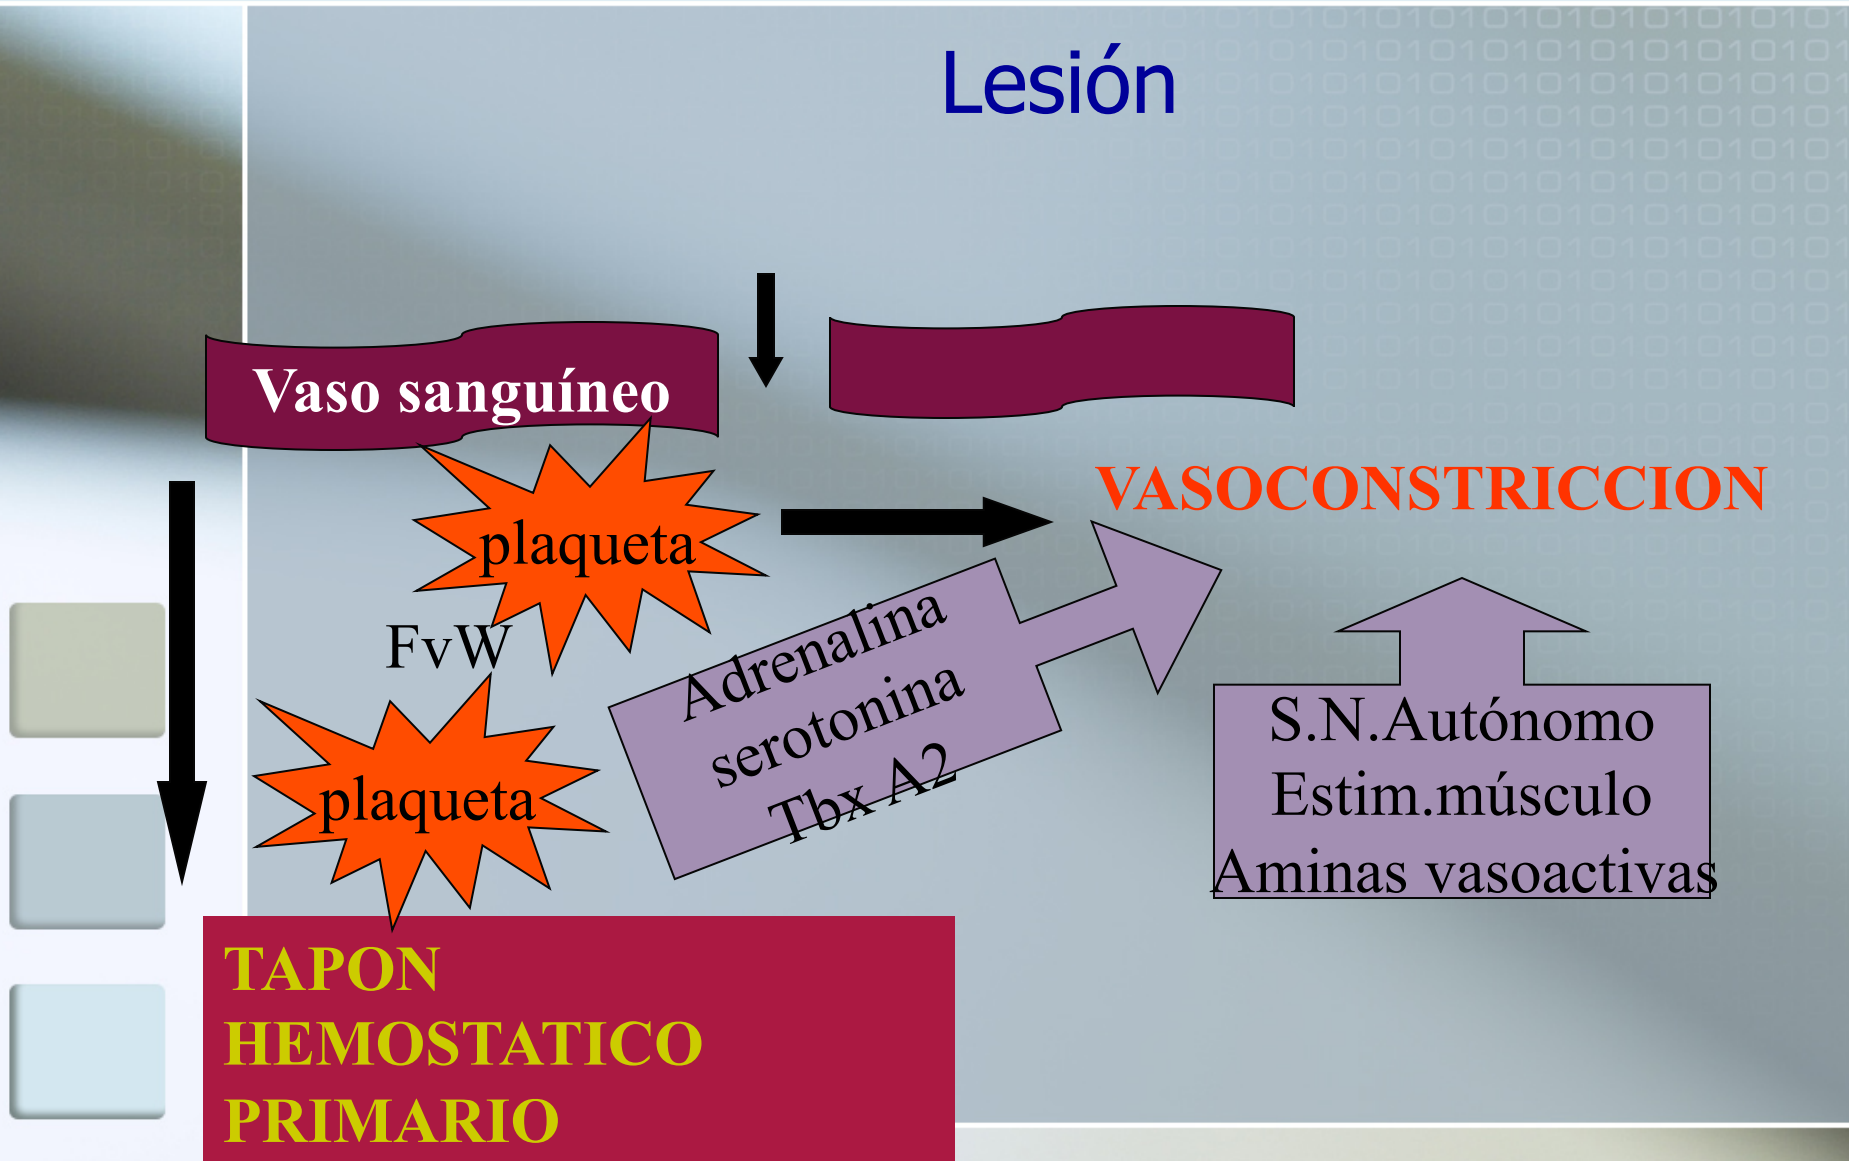 Lesión
Vaso sanguíneo
VASOCONSTRICCION
plaqueta
FvW
plaqueta
Adrenalina
serotonina
Tbx A2
S.N.Autónomo
Estim.músculo
Aminas vasoactivas
TAPON
HEMOSTATICO
PRIMARIO